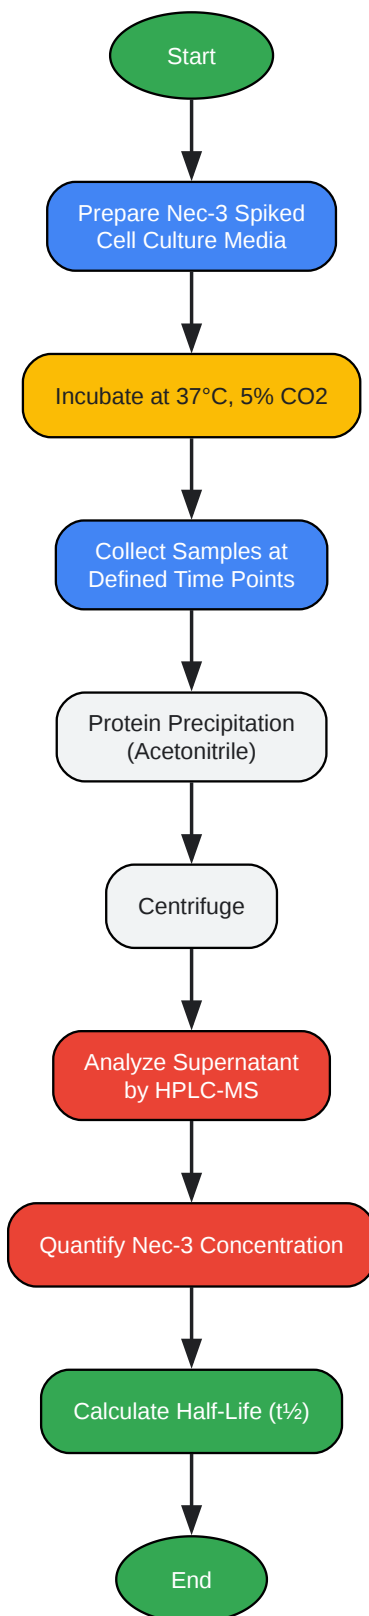 Start
Prepare Nec-3 Spiked
Cell Culture Media
Incubate at 37°C, 5% CO2
Collect Samples at
Defined Time Points
Protein Precipitation
(Acetonitrile)
Centrifuge
Analyze Supernatant
by HPLC-MS
Quantify Nec-3 Concentration
Calculate Half-Life (t½)
End